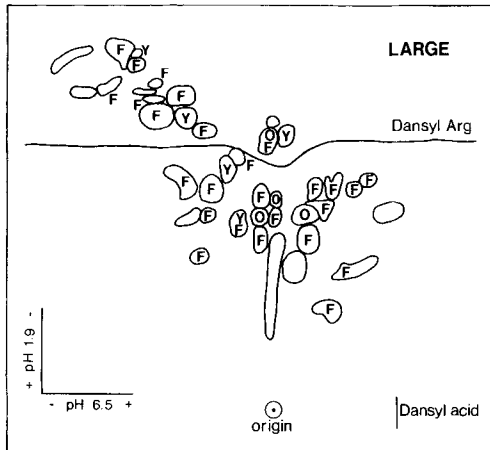 F Y LARGE
F
F
F F
F
F Y Dansyl Arg
F
O Y
F
F
Y
F F F Y F F
F
F O
F
F Y O F O
F
F F
F
F
F
+ pH 1.9 -
- pH 6.5 +
origin
Dansyl acid